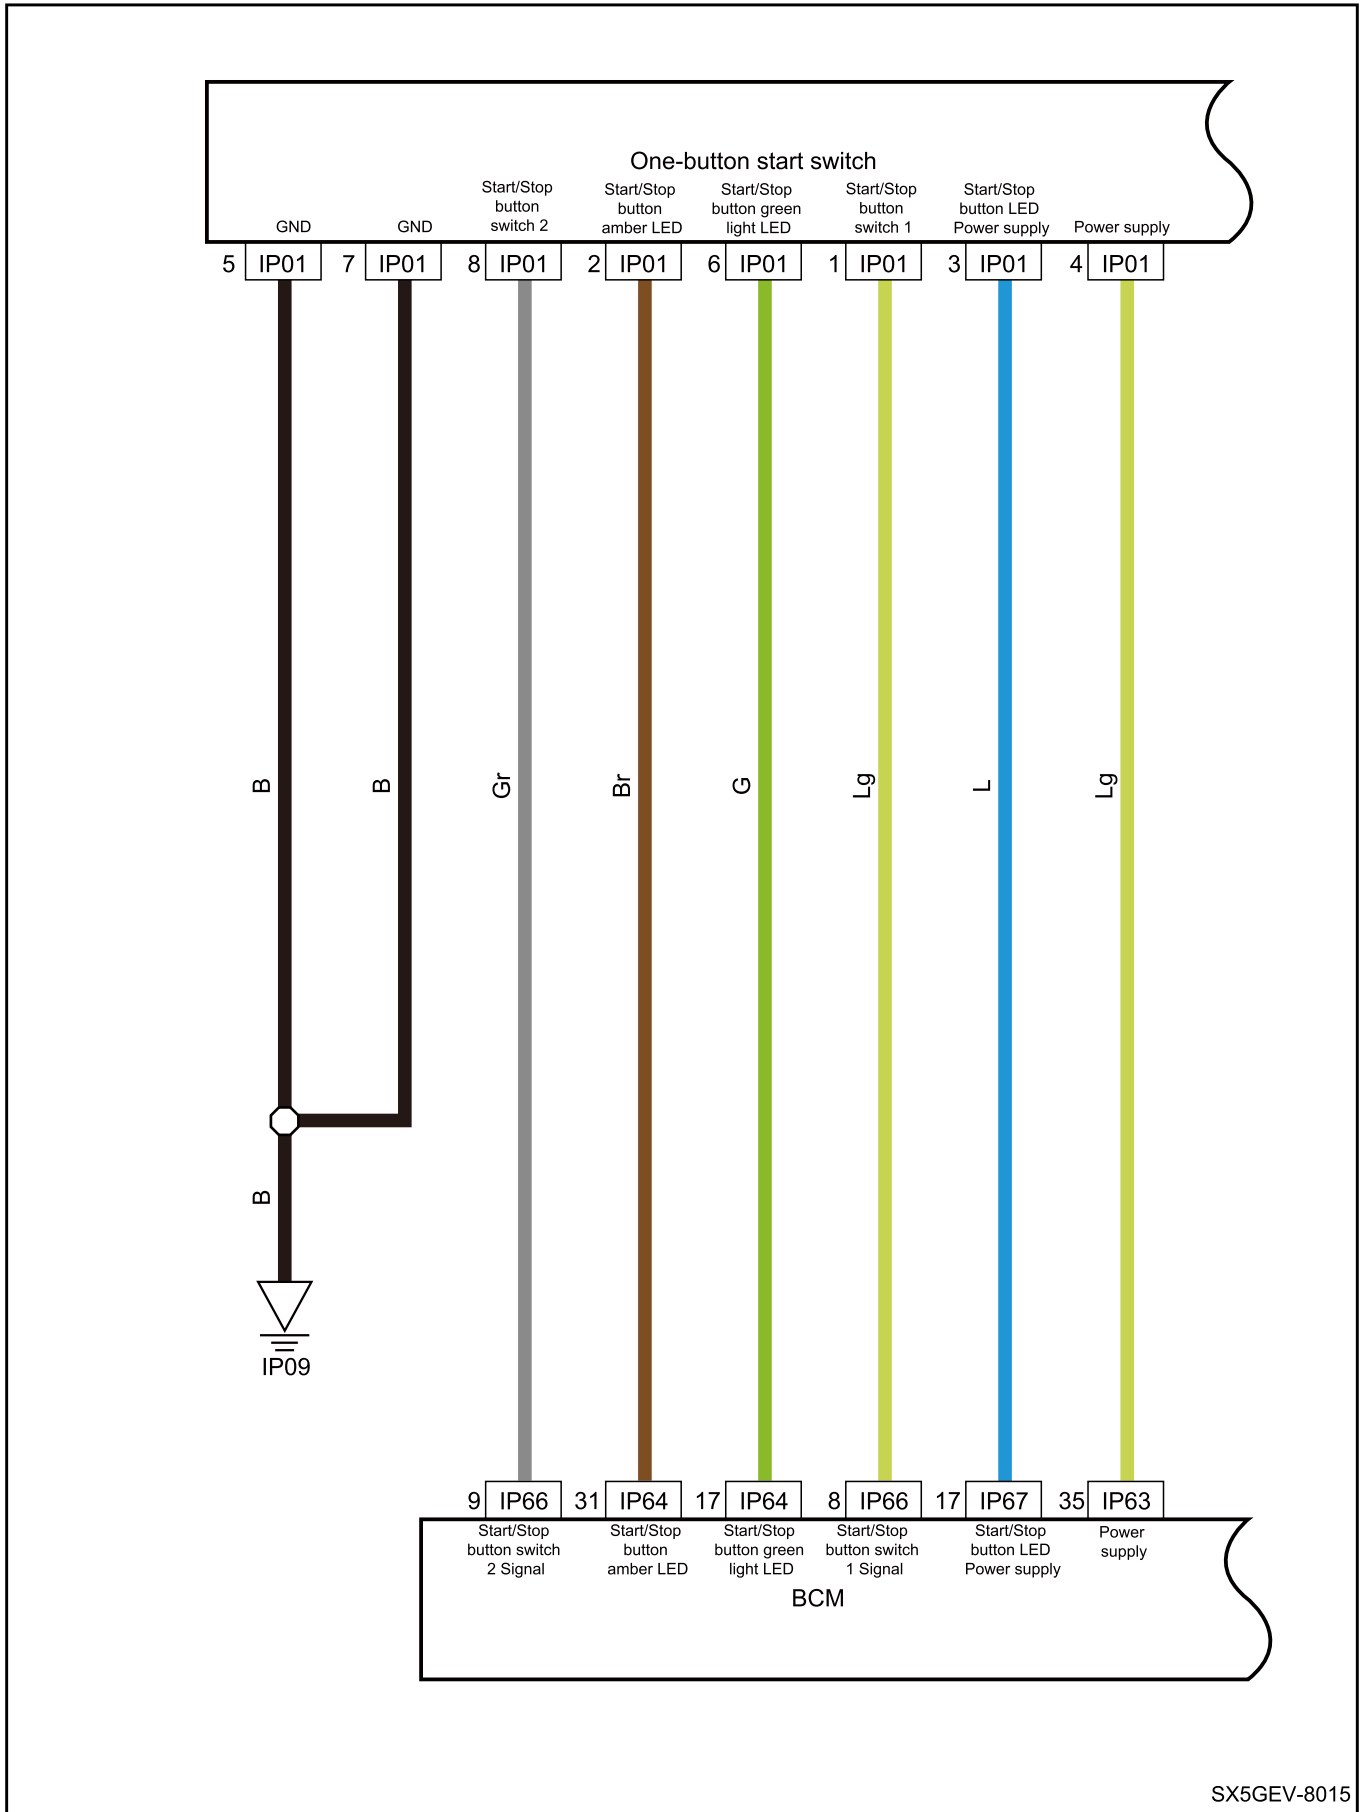 One-button start switch
GND
GND
Start/Stop
button
switch 2
Start/Stop
button
amber LED
Start/Stop
button green
light LED
Start/Stop
button
switch 1
Start/Stop
button LED
Power supply
Power supply
5 IP01
7 IP01
8 IP01
2 IP01
6 IP01
1 IP01
3 IP01
4 IP01
B
B
Gr
Br
G
Lg
L
Lg
B
IP09
9 IP66
31 IP64
17 IP64
8 IP66
17 IP67
35 IP63
Start/Stop
button switch
2 Signal
Start/Stop
button
amber LED
Start/Stop
button green
light LED
Start/Stop
button switch
1 Signal
Start/Stop
button LED
Power supply
Power
supply
BCM
SX5GEV-8015